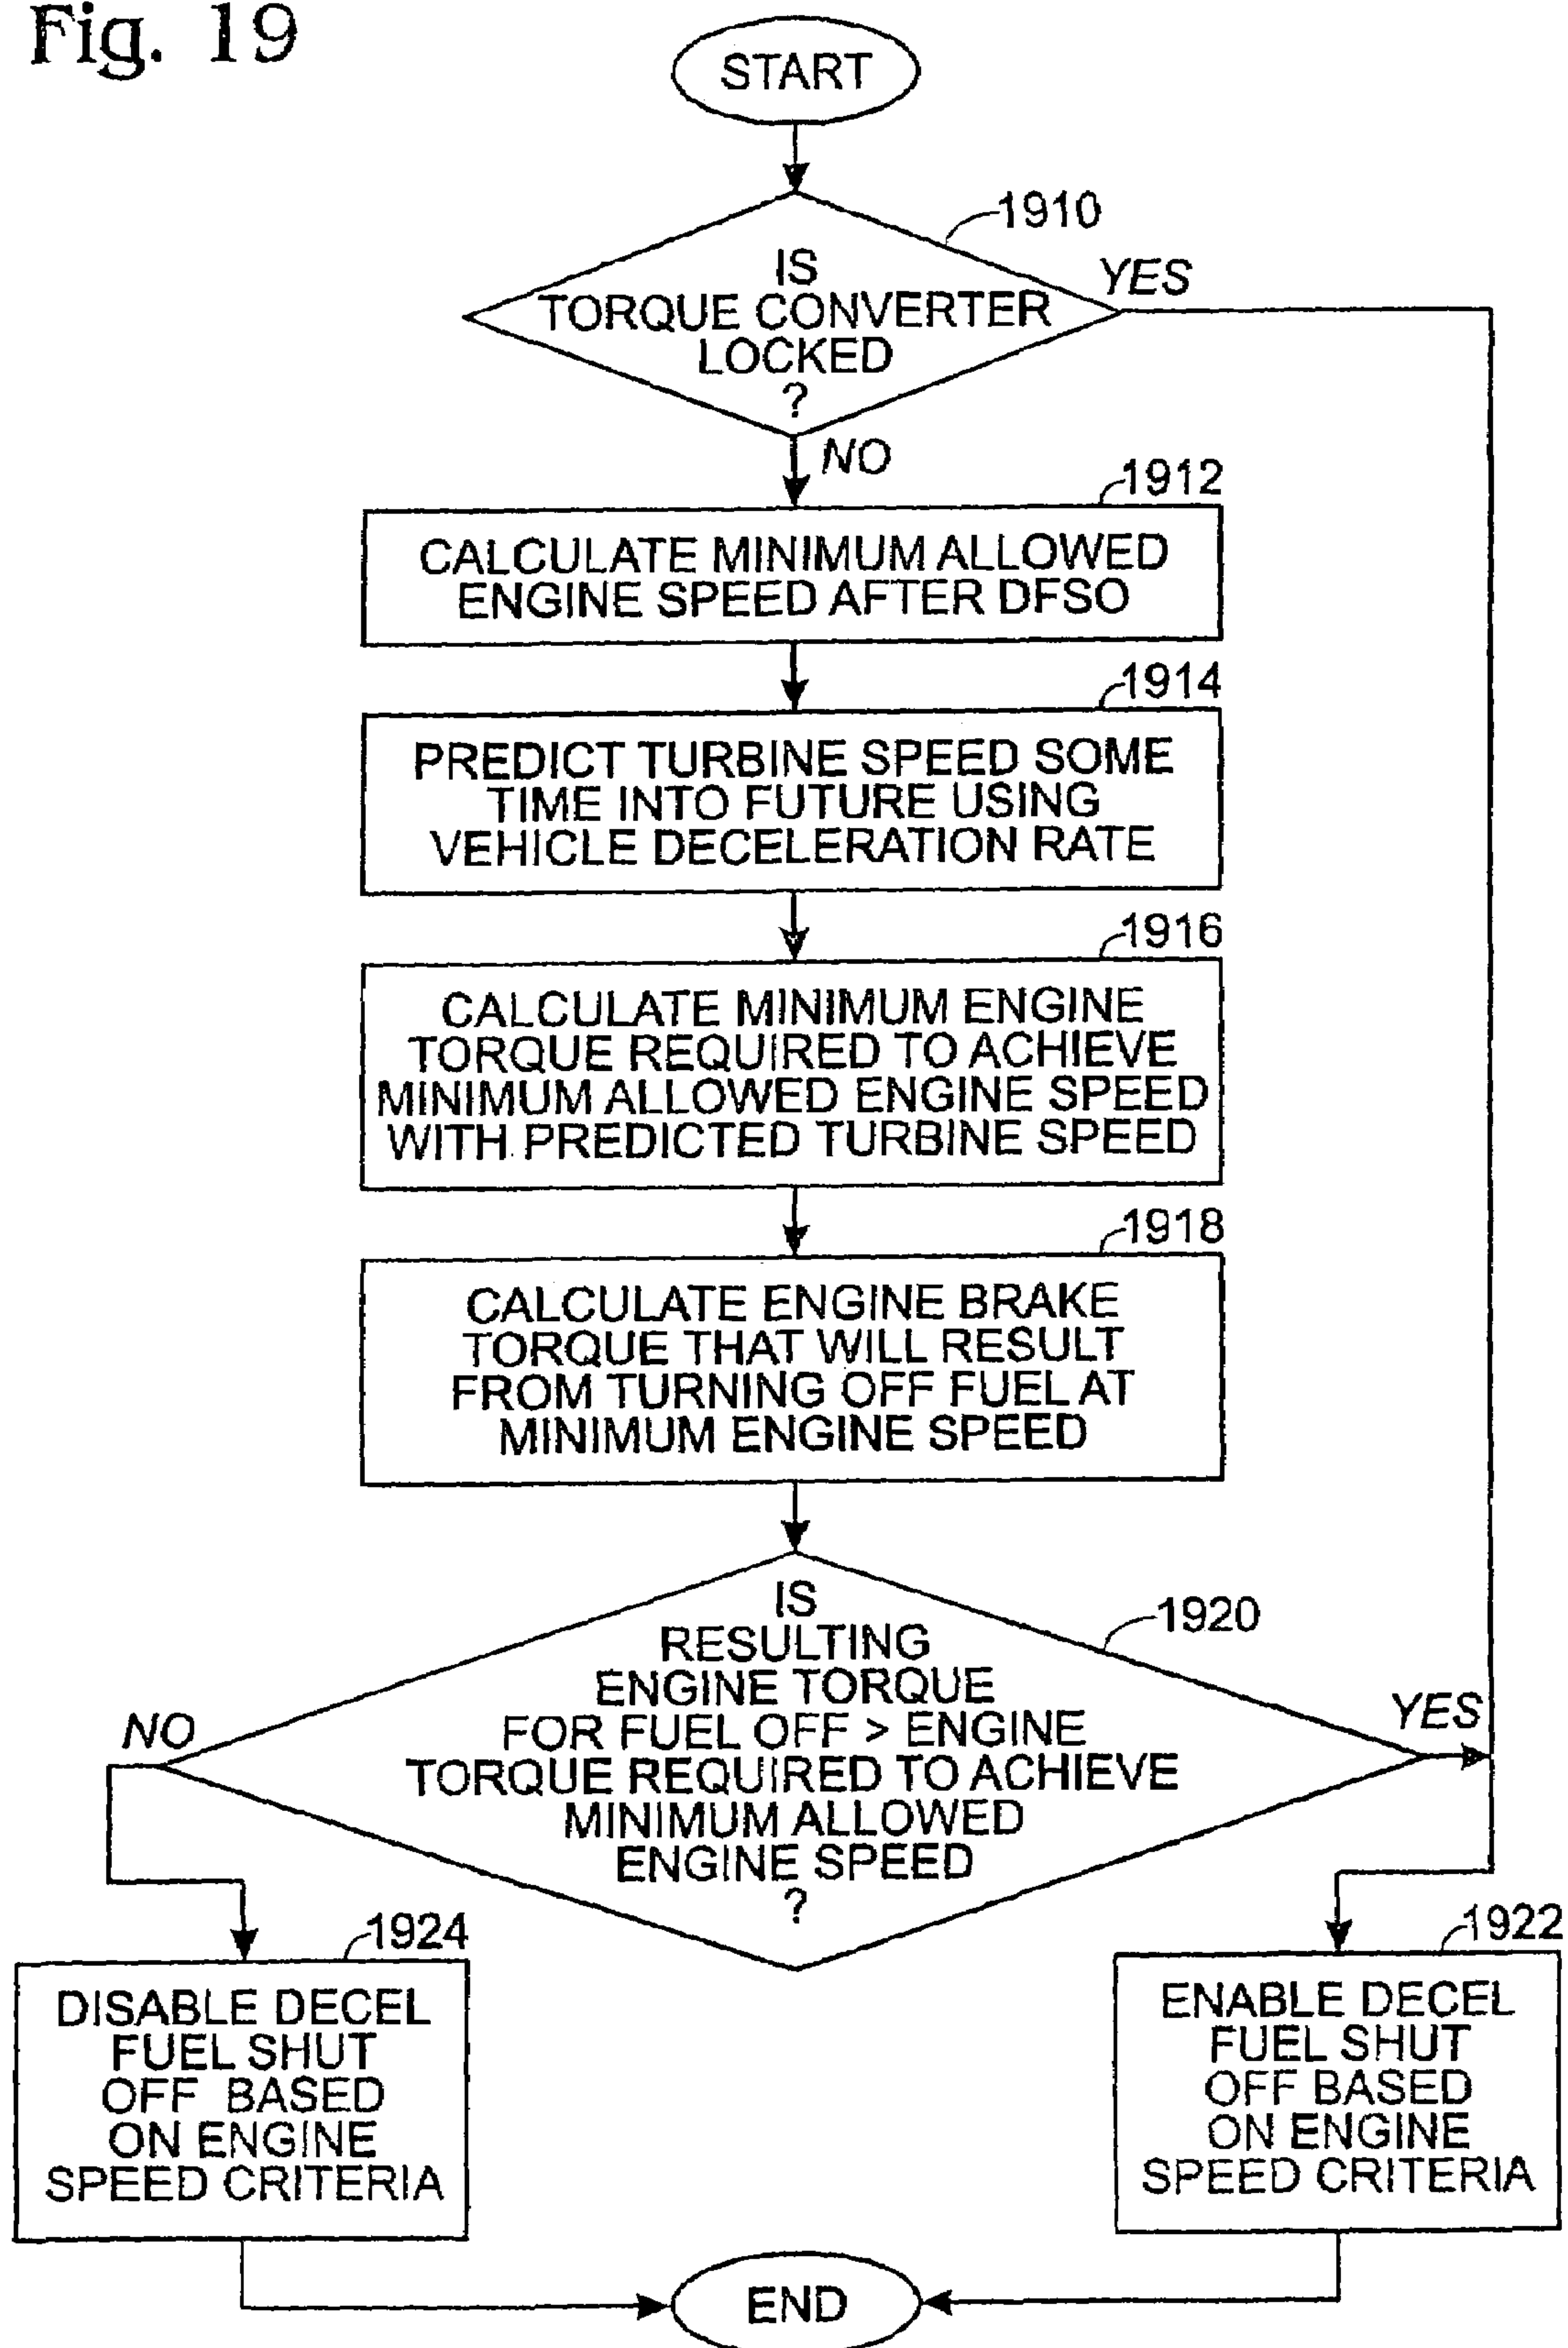 Fig. 19
START
1910
IS
TORQUE CONVERTER
LOCKED
?
YES
NO
1912
CALCULATE MINIMUM ALLOWED
ENGINE SPEED AFTER DFSO
1914
PREDICT TURBINE SPEED SOME
TIME INTO FUTURE USING
VEHICLE DECELERATION RATE
1916
CALCULATE MINIMUM ENGINE
TORQUE REQUIRED TO ACHIEVE
MINIMUM ALLOWED ENGINE SPEED
WITH PREDICTED TURBINE SPEED
1918
CALCULATE ENGINE BRAKE
TORQUE THAT WILL RESULT
FROM TURNING OFF FUEL AT
MINIMUM ENGINE SPEED
1920
IS
RESULTING
ENGINE TORQUE
FOR FUEL OFF > ENGINE
TORQUE REQUIRED TO ACHIEVE
MINIMUM ALLOWED
ENGINE SPEED
?
NO
YES
1924
DISABLE DECEL
FUEL SHUT
OFF BASED
ON ENGINE
SPEED CRITERIA
1922
ENABLE DECEL
FUEL SHUT
OFF BASED
ON ENGINE
SPEED CRITERIA
END